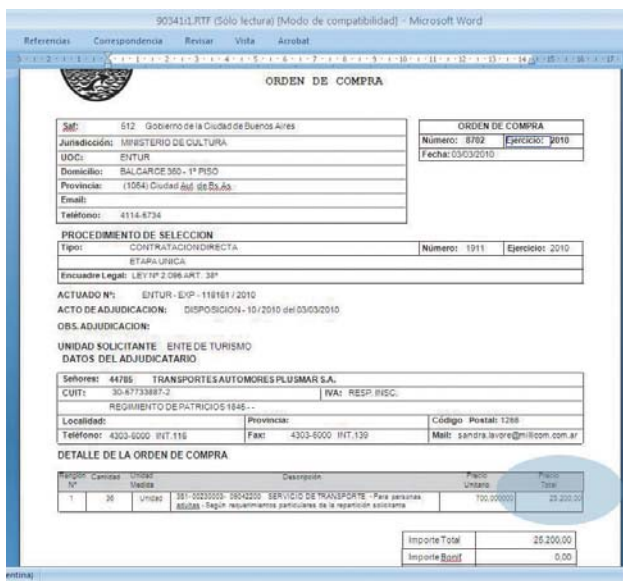 90341i1.RTF (Sólo lectura) [Modo de compatibilidad] - Microsoft Word
Referencias Correspondencia Revisar Vista Acrobat
ORDEN DE COMPRA
Saf: 612 Gobierno de la Ciudad de Buenos Aires
Jurisdicción: MINISTERIO DE CULTURA
UOC: ENTUR
Domicilio: BALCARCE 360 - 1º PISO
Provincia: (1064) Ciudad Aut. de Bs.As.
Email:
Teléfono: 4114-5734
ORDEN DE COMPRA
Número: 8702 Ejercicio: 2010
Fecha: 03/03/2010
PROCEDIMIENTO DE SELECCION
Tipo: CONTRATACION DIRECTA Número: 1911 Ejercicio: 2010
ETAPA UNICA
Encuadre Legal: LEY Nº 2.095 ART. 38º
ACTUADO Nº: ENTUR - EXP - 118161 / 2010
ACTO DE ADJUDICACION: DISPOSICION - 10 / 2010 del 03/03/2010
OBS. ADJUDICACION:
UNIDAD SOLICITANTE ENTE DE TURISMO
DATOS DEL ADJUDICATARIO
Señores: 44785 TRANSPORTES AUTOMORES PLUSMAR S.A.
CUIT: 30-67733887-2 IVA: RESP. INSC.
REGIMIENTO DE PATRICIOS 1845 - -
Localidad: Provincia: Código Postal: 1266
Teléfono: 4303-6000 INT.116 Fax: 4303-6000 INT.139 Mail: sandra.lavore@millicom.com.ar
DETALLE DE LA ORDEN DE COMPRA
Renglón Nº Cantidad Unidad Medida Descripción Precio Unitario Precio Total
1 36 Unidad 381-00230003- 09042200 SERVICIO DE TRANSPORTE - Para personas 700,000000 25.200,00
adultas - Según requerimientos particulares de la repartición solicitante
Importe Total 25.200,00
Importe Bonif 0,00
entina)